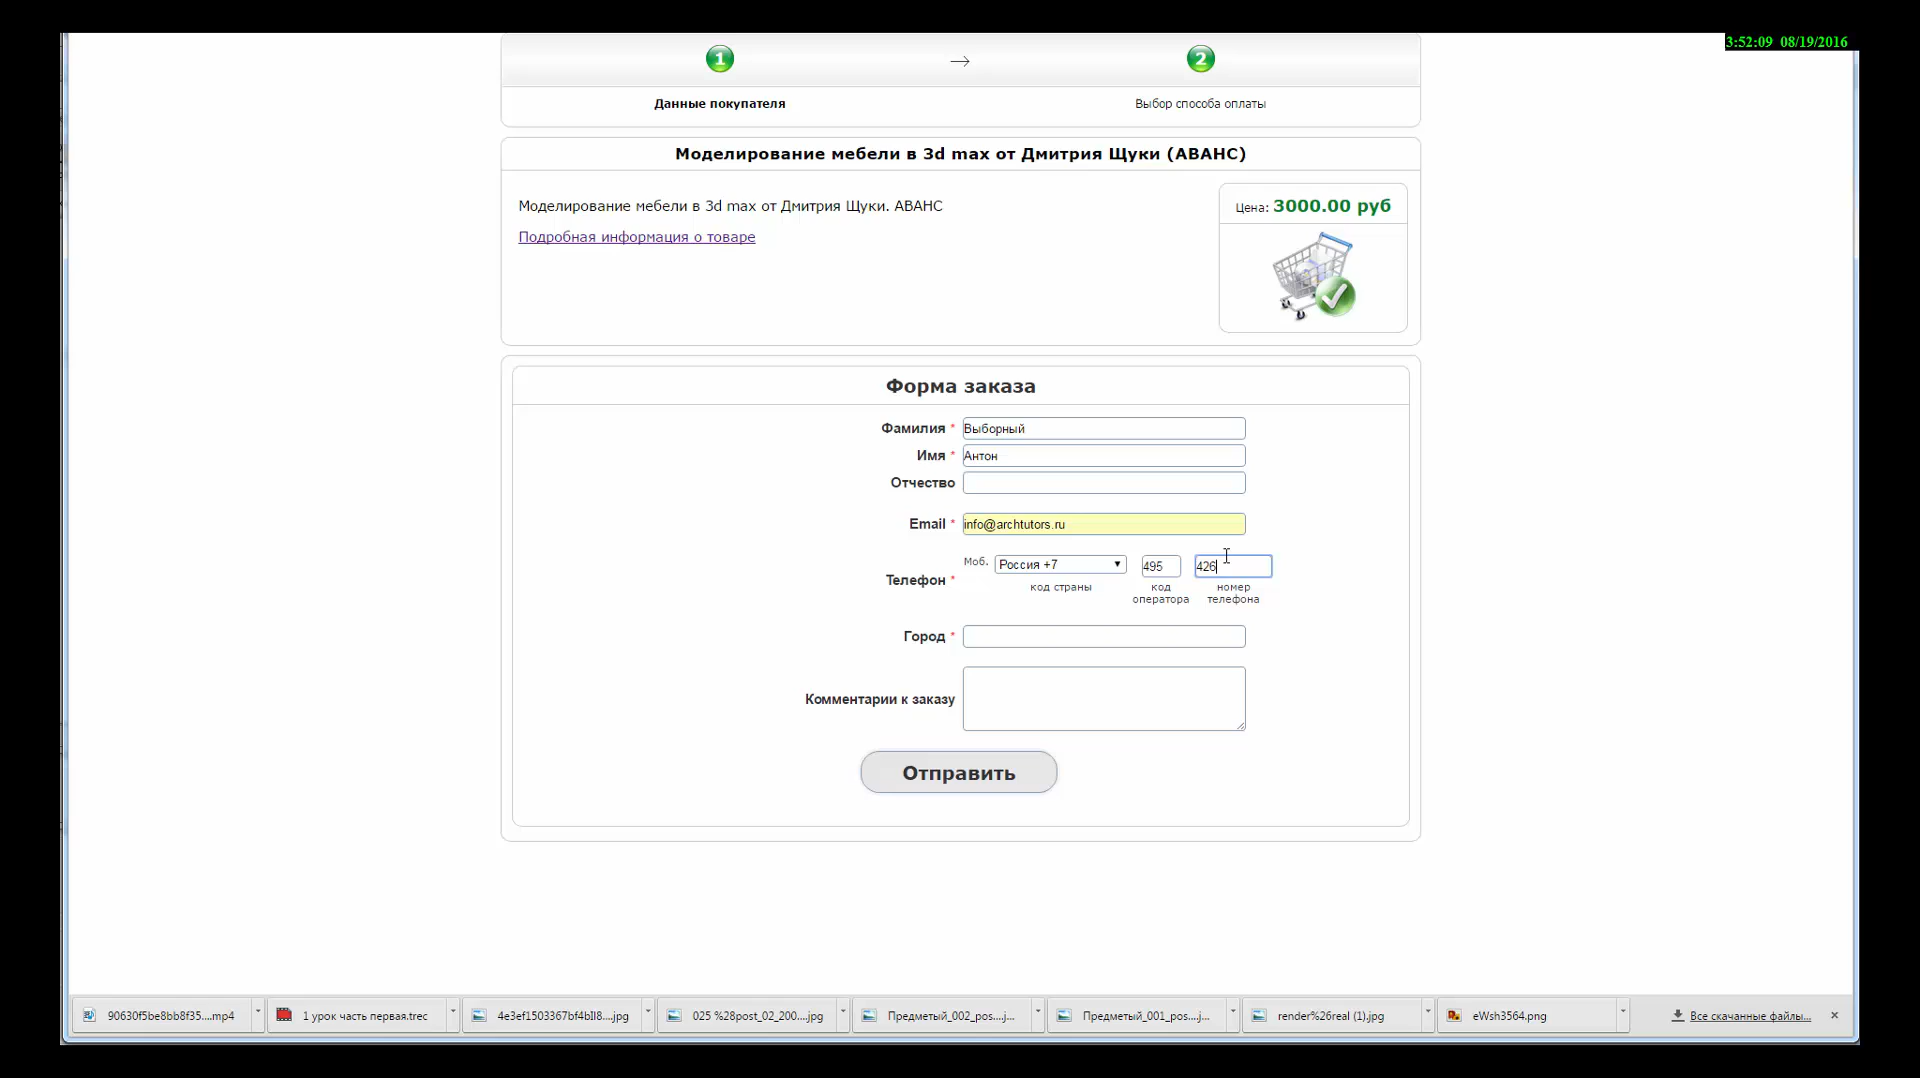 3:52:09 08/19/2016
1 → 2
Данные покупателя
Выбор способа оплаты
Моделирование мебели в 3d max от Дмитрия Щуки (АВАНС)
Моделирование мебели в 3d max от Дмитрия Щуки. АВАНС
Подробная информация о товаре
Цена: 3000.00 руб
Форма заказа
Фамилия * Выборный
Имя * Антон
Отчество
Email * info@archtutors.ru
Телефон * Моб. Россия +7 495 426
код страны
код оператора
номер телефона
Город *
Комментарии к заказу
Отправить
90630f5be8bb8f35....mp4
1 урок часть первая.trec
025 %28post_02_200....jpg
Предметый_002_pos....j...
Предметый_001_pos....j...
render%26real (1).jpg
eWsh3564.png
Все скачанные файлы...